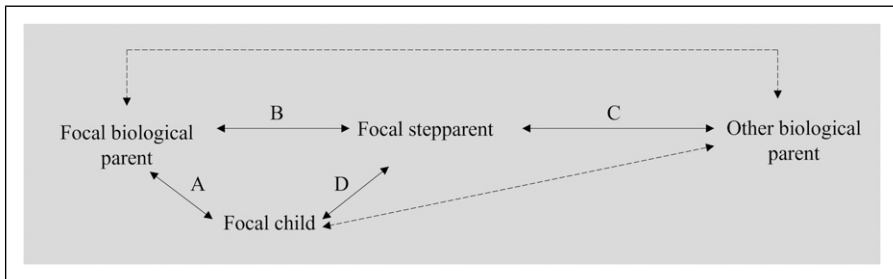 B
C
Focal biological
parent
Focal stepparent
Other biological
parent
A
D
Focal child